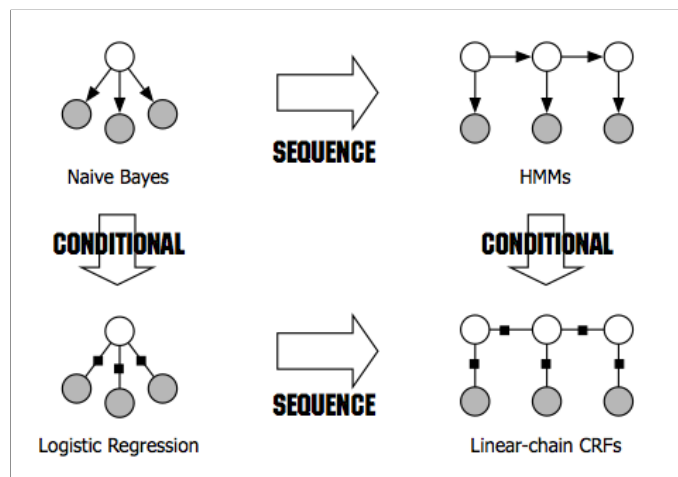 SEQUENCE
Naive Bayes
HMMs
CONDITIONAL
CONDITIONAL
SEQUENCE
Logistic Regression
Linear-chain CRFs